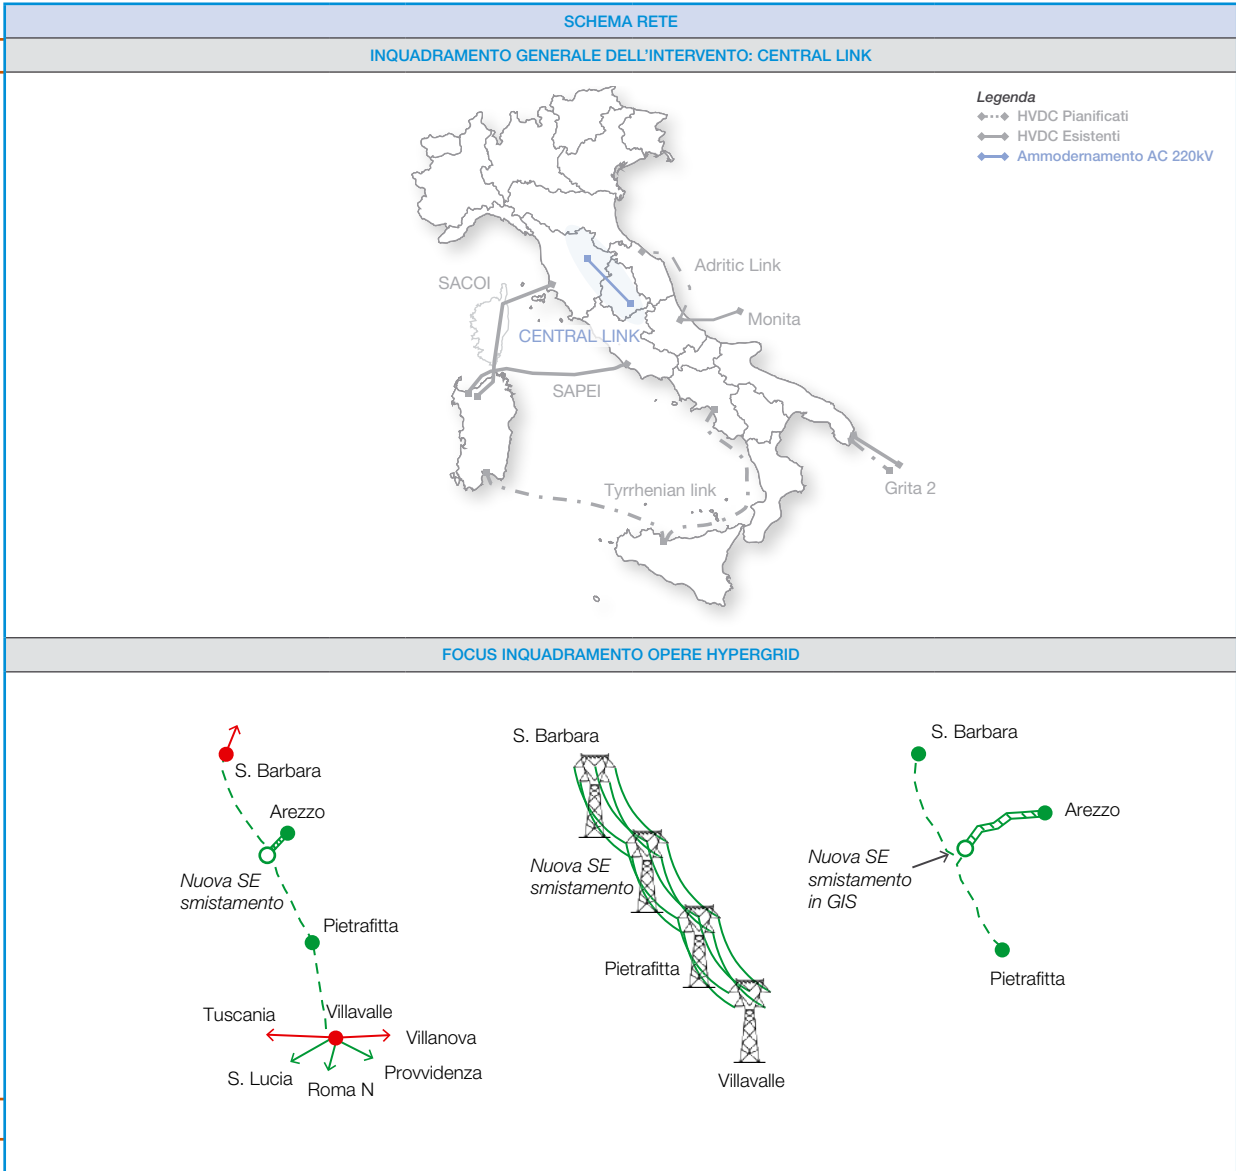 SCHEMA RETE
INQUADRAMENTO GENERALE DELL'INTERVENTO: CENTRAL LINK
Legenda
HVDC Pianificati
HVDC Esistenti
Ammodernamento AC 220kV
Adritic Link
SACOI
Monita
CENTRAL LINK
SAPEI
Tyrrhenian link
Grita 2
FOCUS INQUADRAMENTO OPERE HYPERGRID
S. Barbara
Arezzo
Nuova SE
smistamento
Pietrafitta
Tuscania
Villavalle
Villanova
S. Lucia
Roma N
Provvidenza
S. Barbara
Nuova SE
smistamento
Pietrafitta
Villavalle
S. Barbara
Arezzo
Nuova SE
smistamento
in GIS
Pietrafitta